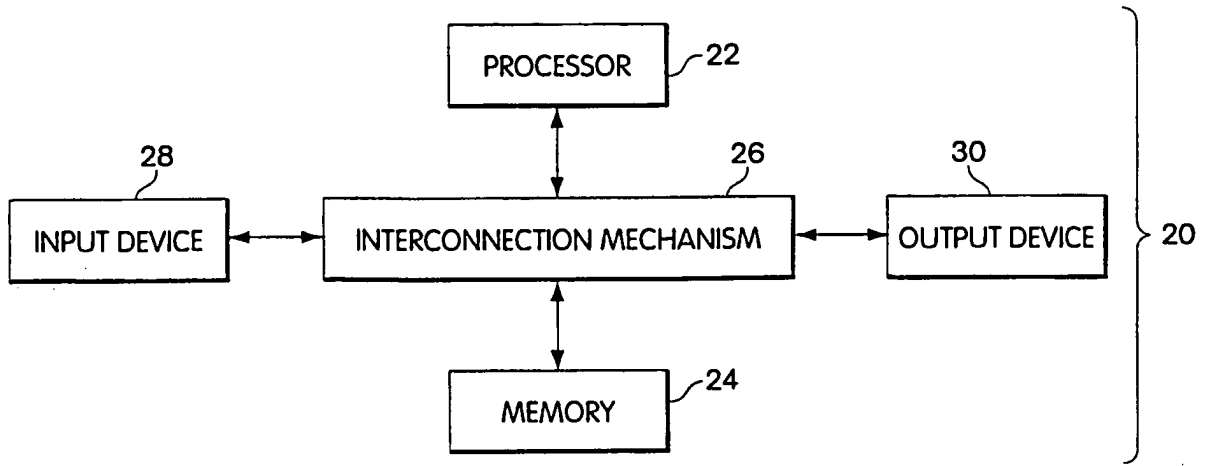 PROCESSOR
22
28
26
30
INPUT DEVICE
INTERCONNECTION MECHANISM
OUTPUT DEVICE
20
MEMORY
24